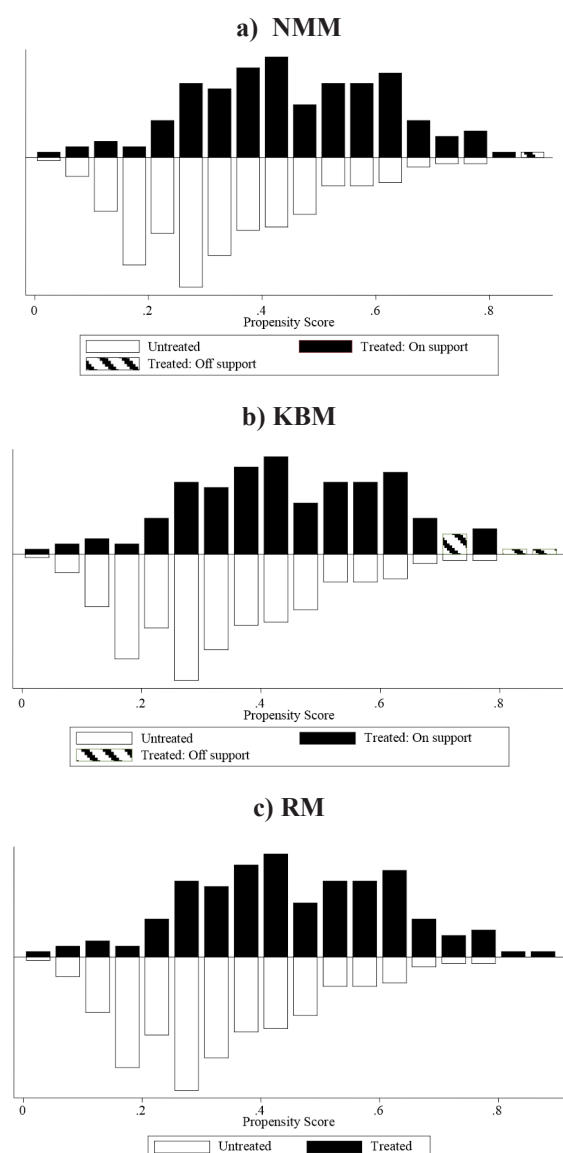 a) NMM
0 .2 .4 .6 .8
Propensity Score
Untreated Treated: On support
Treated: Off support
b) KBM
0 .2 .4 .6 .8
Propensity Score
Untreated Treated: On support
Treated: Off support
c) RM
0 .2 .4 .6 .8
Propensity Score
Untreated Treated